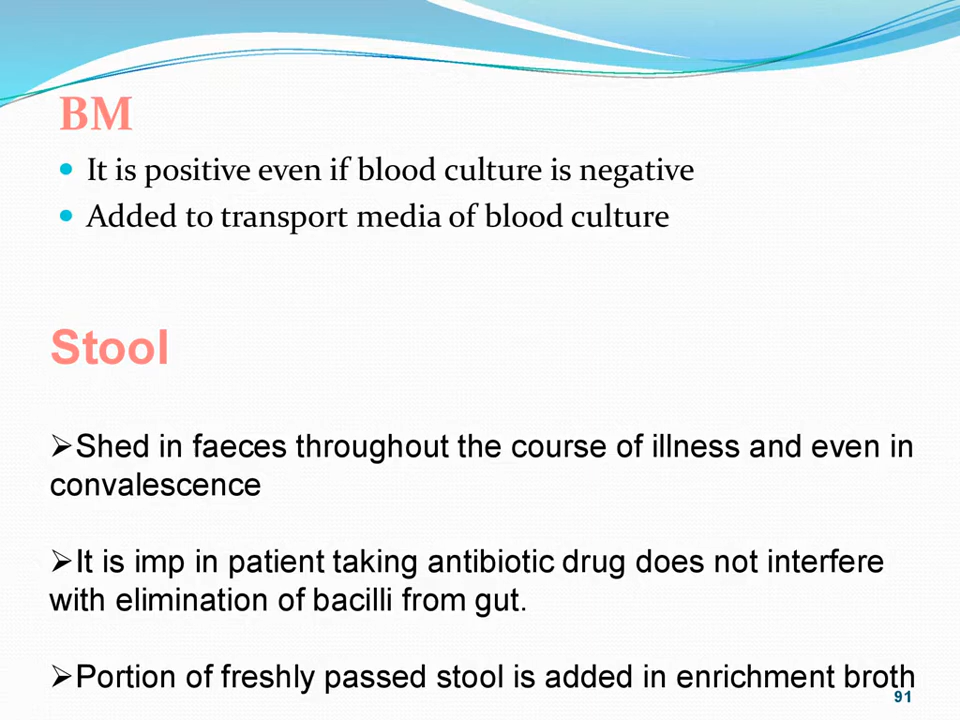 BM
• It is positive even if blood culture is negative
• Added to transport media of blood culture
Stool
➢Shed in faeces throughout the course of illness and even in
convalescence
➢It is imp in patient taking antibiotic drug does not interfere
with elimination of bacilli from gut.
➢Portion of freshly passed stool is added in enrichment broth
91